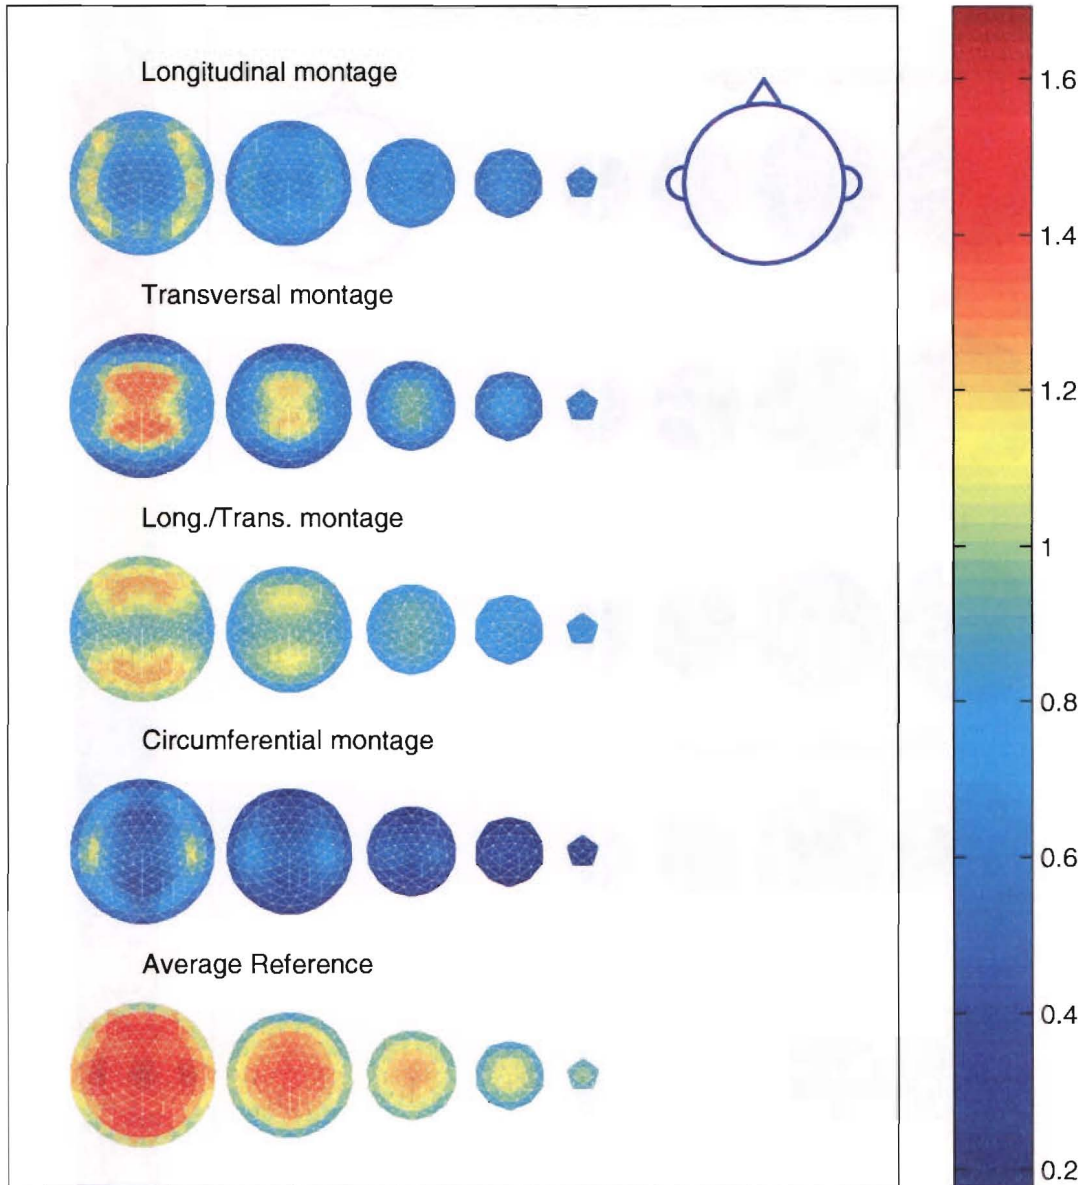 Longitudinal montage
Transversal montage
Long./Trans. montage
Circumferential montage
Average Reference
1.6
1.4
1.2
1
0.8
0.6
0.4
0.2